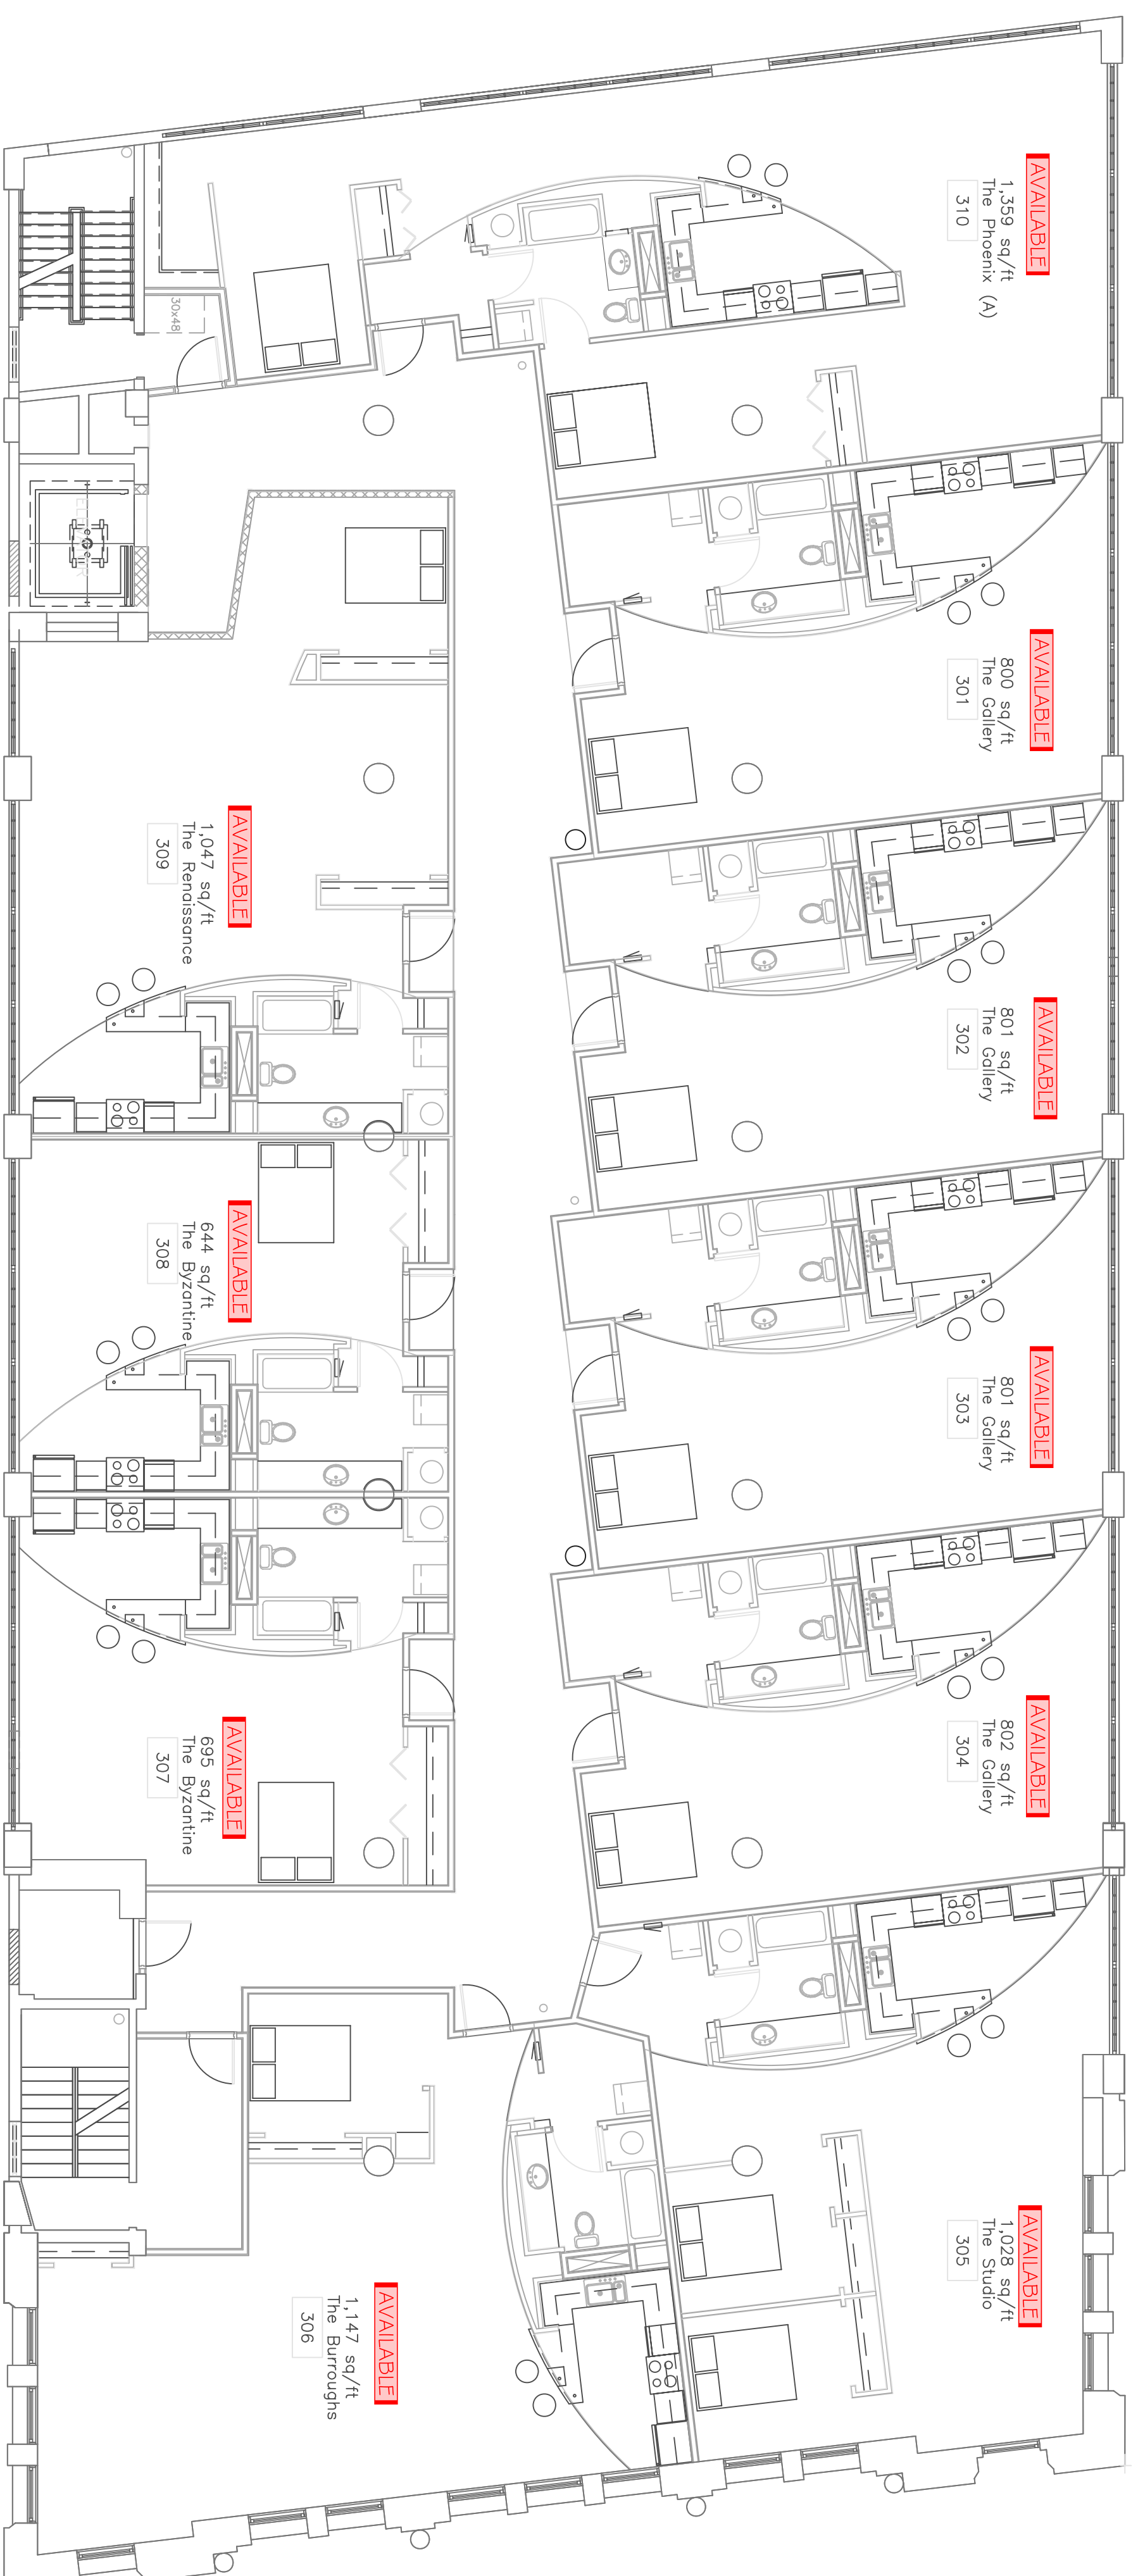 AVAILABLE
1,359 sq/ft
The Phoenix (A)
310
AVAILABLE
800 sq/ft
The Gallery
301
AVAILABLE
801 sq/ft
The Gallery
302
AVAILABLE
801 sq/ft
The Gallery
303
AVAILABLE
802 sq/ft
The Gallery
304
AVAILABLE
1,028 sq/ft
The Studio
305
30x48
AVAILABLE
1,047 sq/ft
The Renaissance
309
AVAILABLE
644 sq/ft
The Byzantine
308
AVAILABLE
695 sq/ft
The Byzantine
307
AVAILABLE
1,147 sq/ft
The Burroughs
306